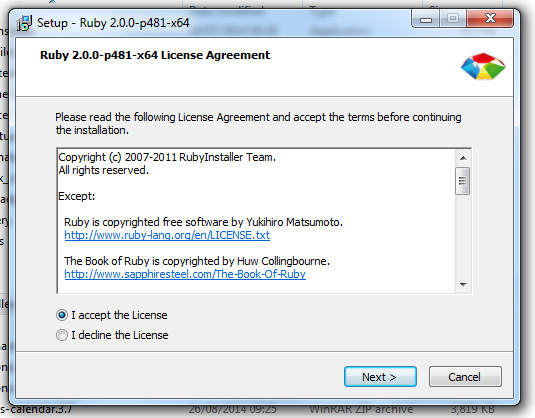 Setup - Ruby 2.0.0-p481-x64
Ruby 2.0.0-p481-x64 License Agreement
Please read the following License Agreement and accept the terms before continuing
the installation.
Copyright (c) 2007-2011 RubyInstaller Team.
All rights reserved.
Except:
Ruby is copyrighted free software by Yukihiro Matsumoto.
http://www.ruby-lang.org/en/LICENSE.txt
The Book of Ruby is copyrighted by Huw Collingbourne.
http://www.sapphiresteel.com/The-Book-Of-Ruby
I accept the License
I decline the License
Next >
Cancel
s-calendar.3.7 26/08/2014 09:25 WinRAR ZIP archive 3,819 KB